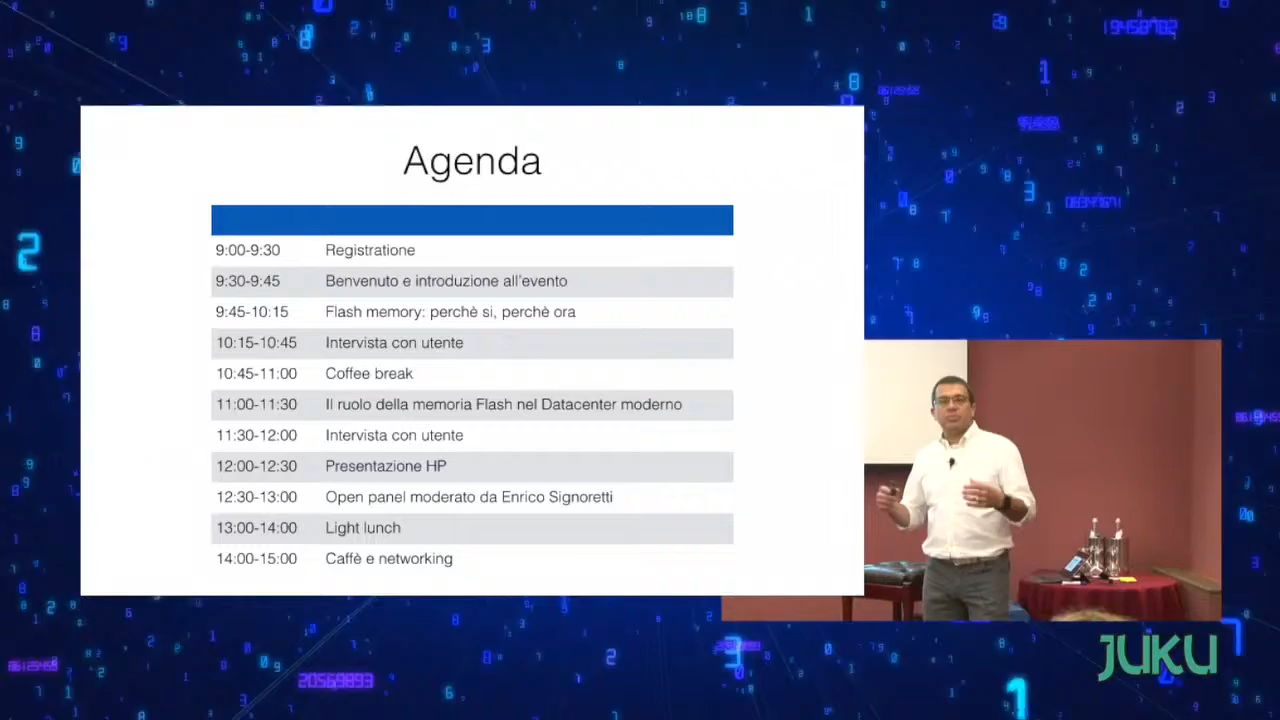 Agenda
9:00-9:30 Registratione
9:30-9:45 Benvenuto e introduzione all'evento
9:45-10:15 Flash memory: perchè si, perchè ora
10:15-10:45 Intervista con utente
10:45-11:00 Coffee break
11:00-11:30 Il ruolo della memoria Flash nel Datacenter moderno
11:30-12:00 Intervista con utente
12:00-12:30 Presentazione HP
12:30-13:00 Open panel moderato da Enrico Signoretti
13:00-14:00 Light lunch
14:00-15:00 Caffè e networking
JUKU
20569893